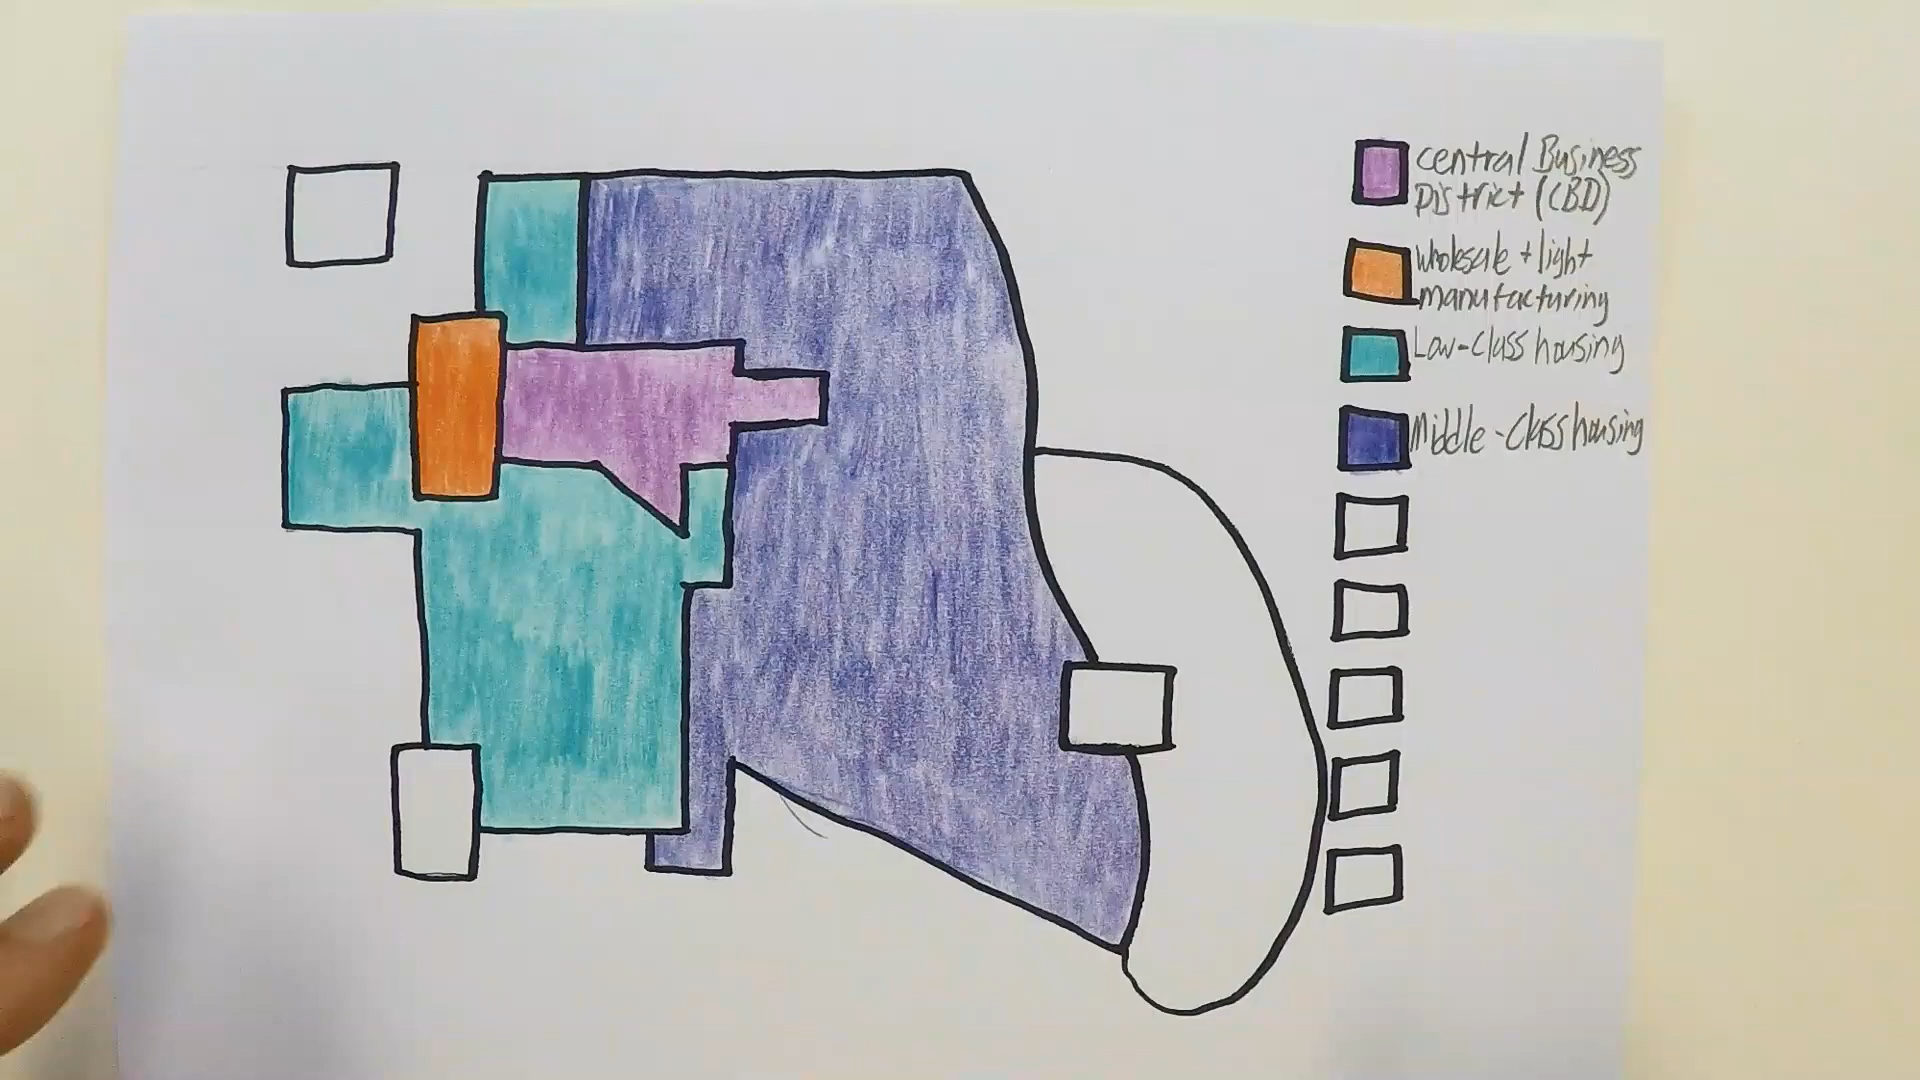 Central Business
District (CBD)
Wholesale + light
manufacturing
Low-class housing
Middle-Class housing